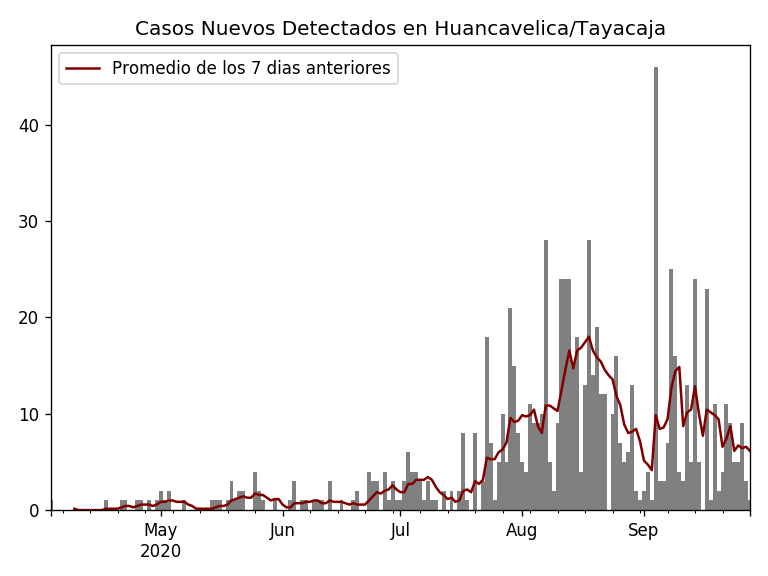 Casos Nuevos Detectados en Huancavelica/Tayacaja
Promedio de los 7 dias anteriores
40
30
20
10
0
May Jun Jul Aug Sep
2020